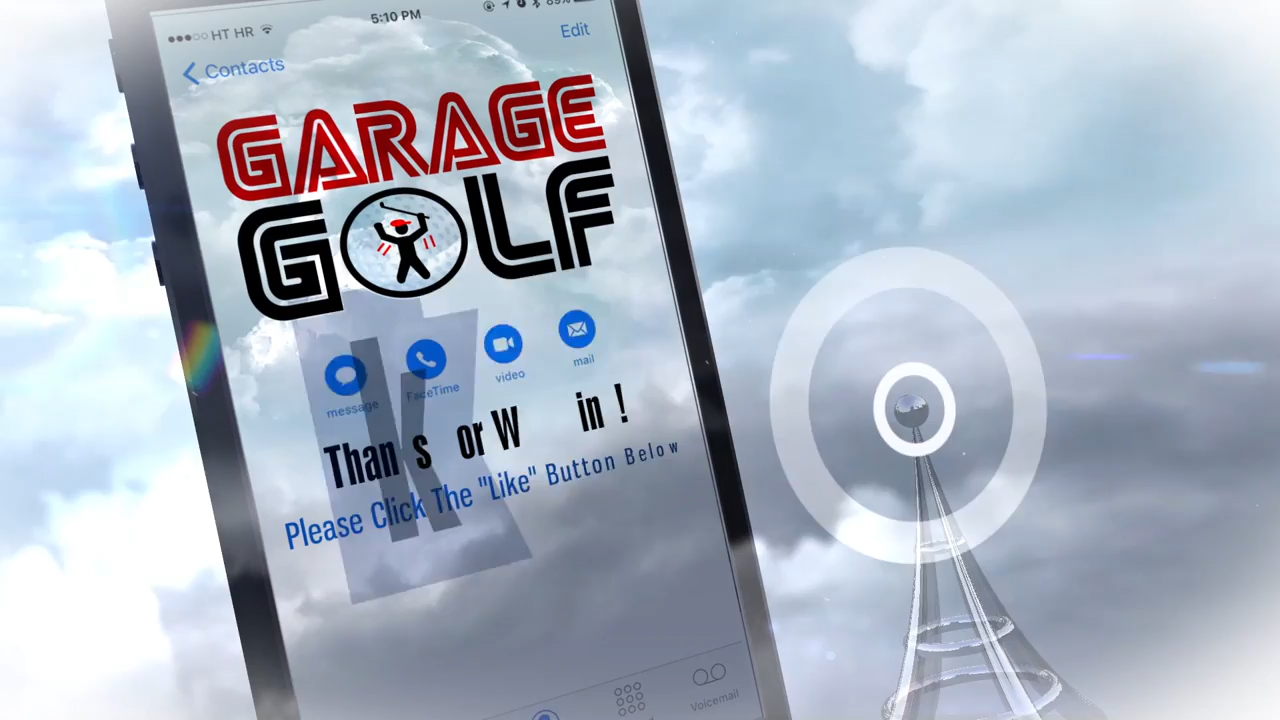 HT HR
5:10 PM
Contacts
Edit
GARAGE
GOLF
message
FaceTime
video
mail
Than s or W in !
k
Please Click The "Like" Button Below
Voicemail